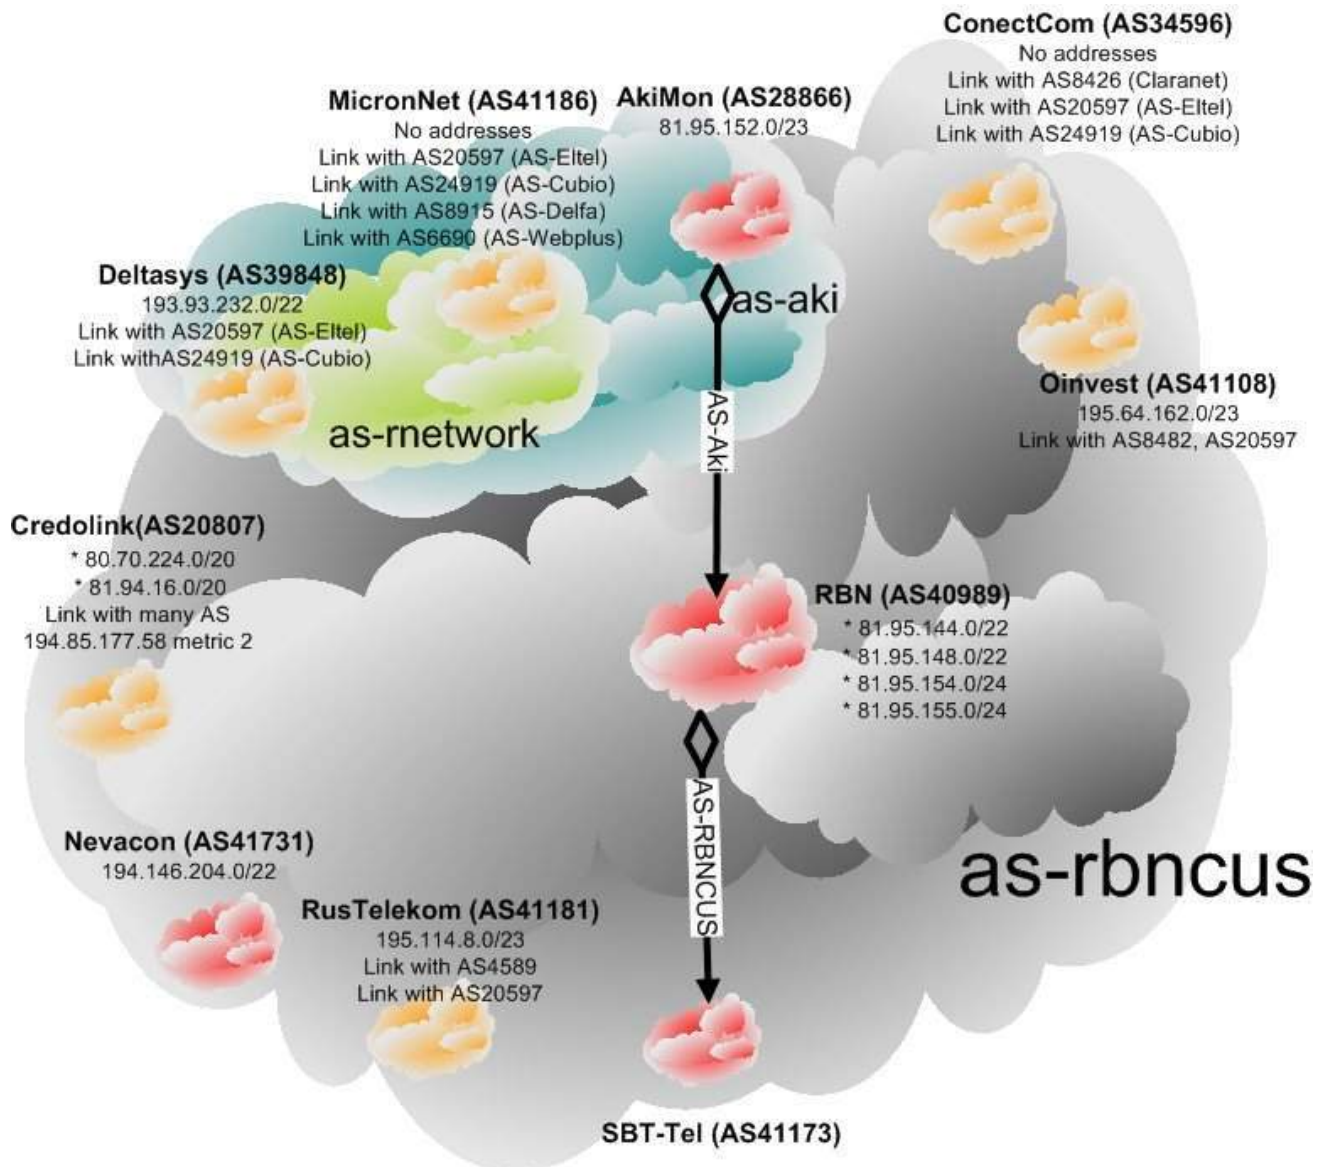 ConectCom (AS34596)
No addresses
Link with AS8426 (Claranet)
Link with AS20597 (AS-Eltel)
Link with AS24919 (AS-Cubio)
MicronNet (AS41186)
No addresses
Link with AS20597 (AS-Eltel)
Link with AS24919 (AS-Cubio)
Link with AS8915 (AS-Delfa)
Link with AS6690 (AS-Webplus)
AkiMon (AS28866)
81.95.152.0/23
Deltasys (AS39848)
193.93.232.0/22
Link with AS20597 (AS-Eltel)
Link withAS24919 (AS-Cubio)
as-aki
as-rnetwork
AS-Aki
Oinvest (AS41108)
195.64.162.0/23
Link with AS8482, AS20597
Credolink(AS20807)
* 80.70.224.0/20
* 81.94.16.0/20
Link with many AS
194.85.177.58 metric 2
RBN (AS40989)
* 81.95.144.0/22
* 81.95.148.0/22
* 81.95.154.0/24
* 81.95.155.0/24
AS-RBNCUS
as-rbncus
Nevacon (AS41731)
194.146.204.0/22
RusTelekom (AS41181)
195.114.8.0/23
Link with AS4589
Link with AS20597
SBT-Tel (AS41173)